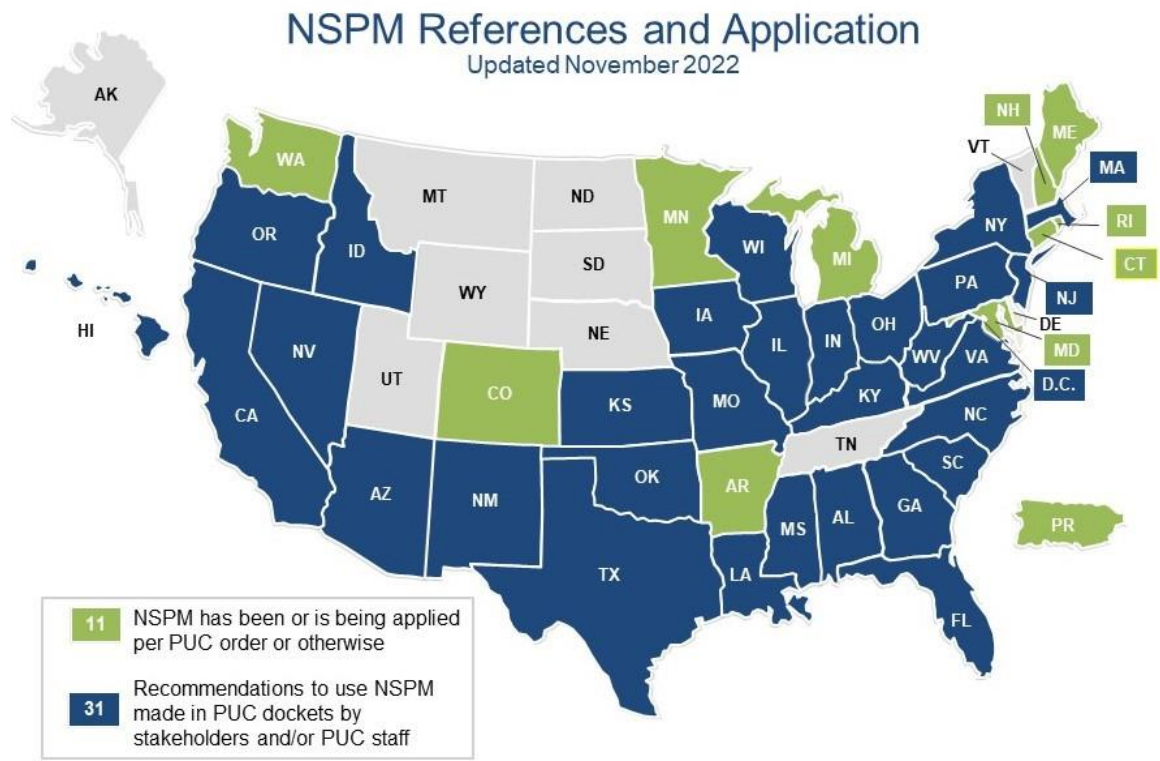 NSPM References and Application
Updated November 2022
AK
WA
MT
ND
MN
NH
ME
VT
MA
OR
ID
SD
WI
MI
NY
RI
CT
WY
PA
NJ
HI
NV
UT
CO
NE
IA
IL
IN
OH
DE
MD
WV
VA
D.C.
CA
KS
MO
KY
NC
TN
AZ
NM
OK
AR
SC
MS
AL
GA
PR
TX
LA
FL
11 NSPM has been or is being applied
per PUC order or otherwise
31 Recommendations to use NSPM
made in PUC dockets by
stakeholders and/or PUC staff